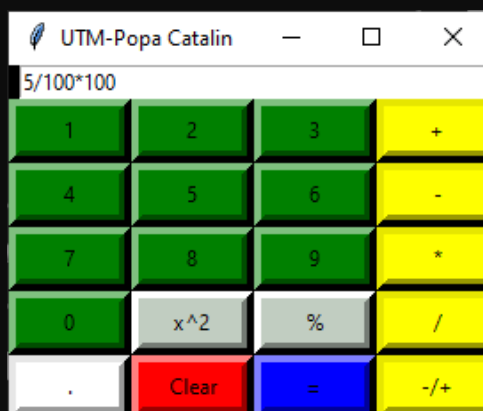 UTM-Popa Catalin
5/100*100
1 2 3 +
4 5 6 -
7 8 9 *
0 x^2 % /
. Clear = -/+